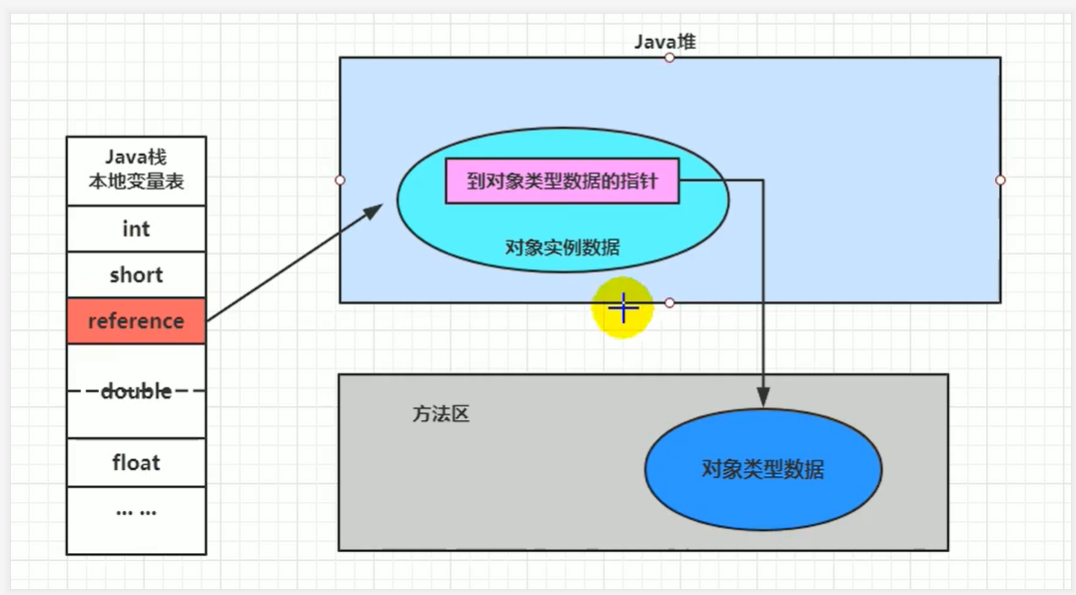 Java堆
Java栈
本地变量表
int
short
reference
double
float
... ...
到对象类型数据的指针
对象实例数据
方法区
对象类型数据